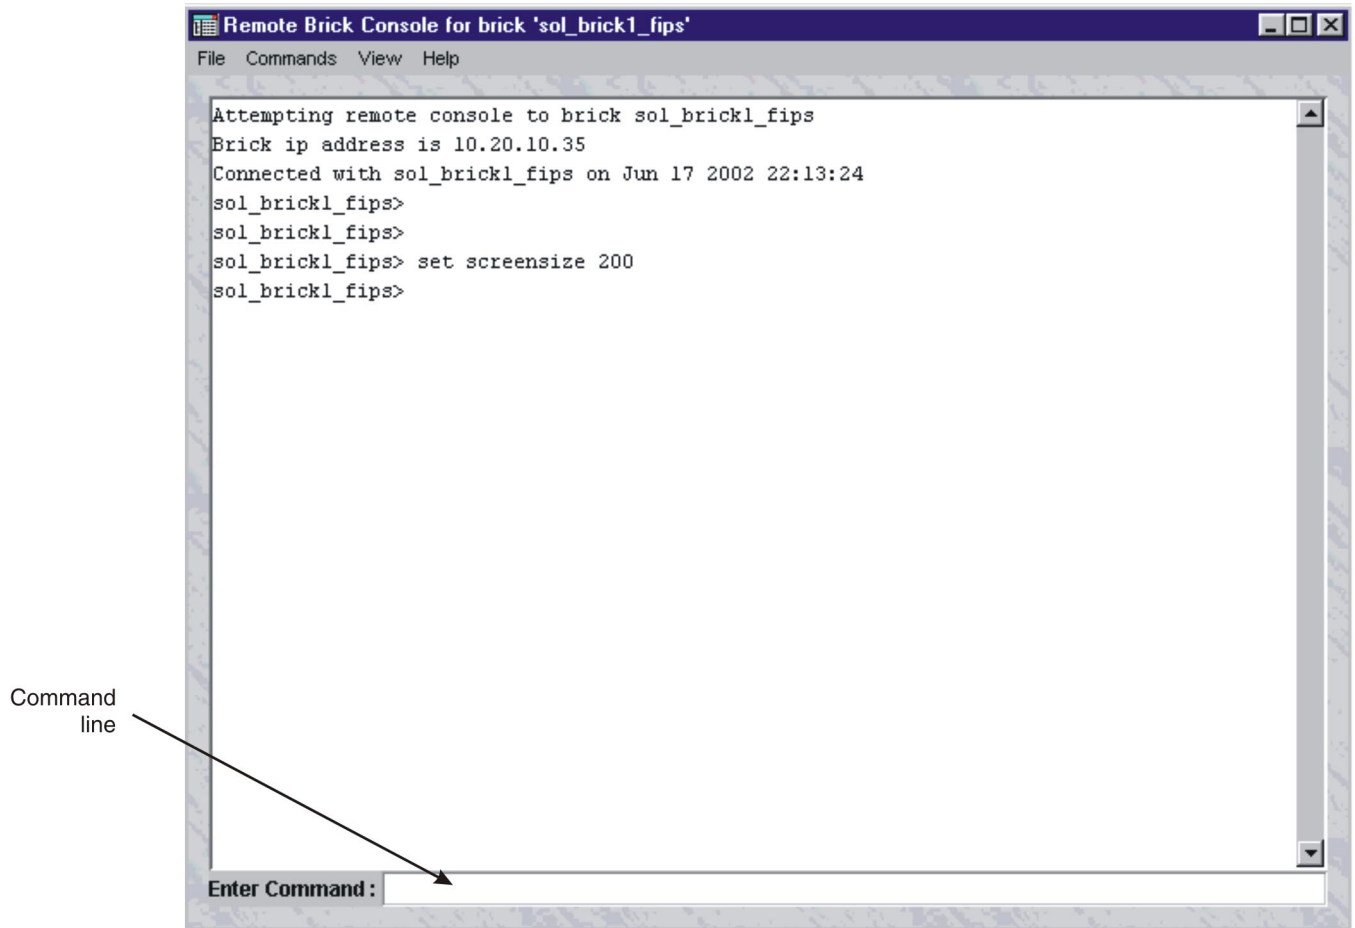 Remote Brick Console for brick 'sol_brick1_fips'
File Commands View Help
Attempting remote console to brick sol_brick1_fips
Brick ip address is 10.20.10.35
Connected with sol_brick1_fips on Jun 17 2002 22:13:24
sol_brick1_fips>
sol_brick1_fips>
sol_brick1_fips> set screensize 200
sol_brick1_fips>
Command
line
Enter Command :